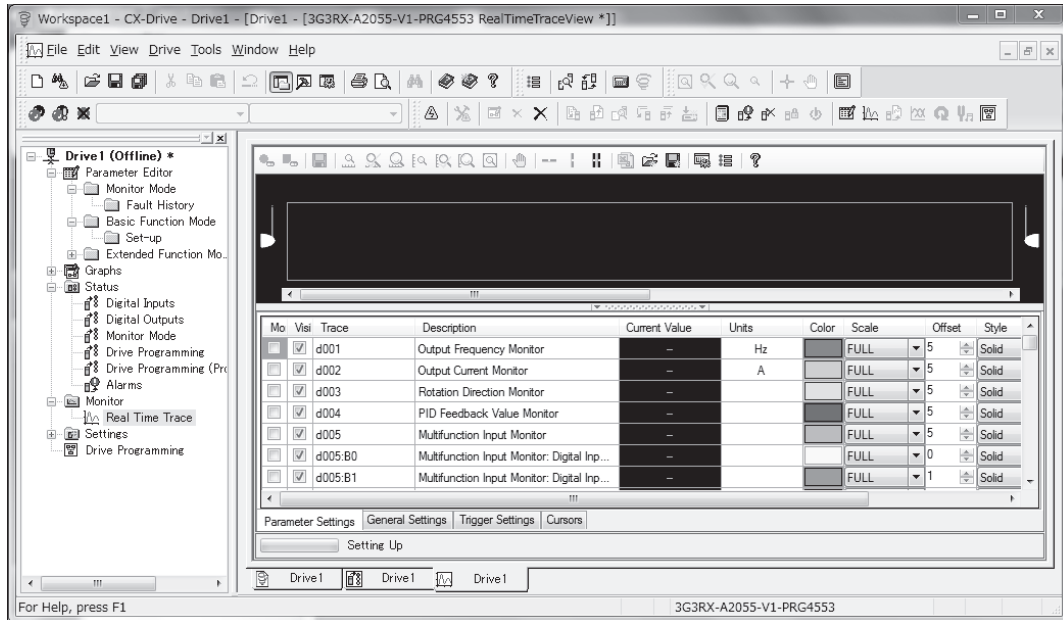 Workspace1 - CX-Drive - Drive1 - [Drive1 - [3G3RX-A2055-V1-PRG4553 RealTimeTraceView *]]
File Edit View Drive Tools Window Help
Drive1 (Offline) *
Parameter Editor
Monitor Mode
Fault History
Basic Function Mode
Set-up
Extended Function Mo
Graphs
Status
Digital Inputs
Digital Outputs
Monitor Mode
Drive Programming
Drive Programming (Pr
Alarms
Monitor
Real Time Trace
Settings
Drive Programming
Mo Visi Trace Description Current Value Units Color Scale Offset Style
d001 Output Frequency Monitor – Hz FULL 5 Solid
d002 Output Current Monitor – A FULL 5 Solid
d003 Rotation Direction Monitor – FULL 5 Solid
d004 PID Feedback Value Monitor – FULL 5 Solid
d005 Multifunction Input Monitor – FULL 5 Solid
d005:B0 Multifunction Input Monitor: Digital Inp... – FULL 0 Solid
d005:B1 Multifunction Input Monitor: Digital Inp... – FULL 1 Solid
Parameter Settings General Settings Trigger Settings Cursors
Setting Up
Drive1 Drive1 Drive1
For Help, press F1 3G3RX-A2055-V1-PRG4553